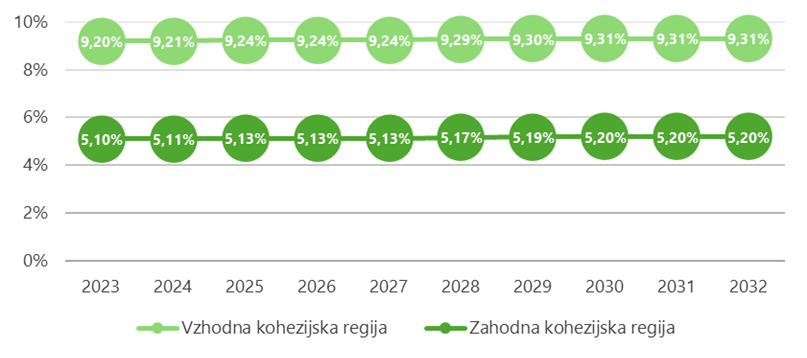 10%
9,20% 9,21% 9,24% 9,24% 9,24% 9,29% 9,30% 9,31% 9,31% 9,31%
8%
6%
5,10% 5,11% 5,13% 5,13% 5,13% 5,17% 5,19% 5,20% 5,20% 5,20%
4%
2%
0%
2023 2024 2025 2026 2027 2028 2029 2030 2031 2032
Vzhodna kohezijska regija Zahodna kohezijska regija